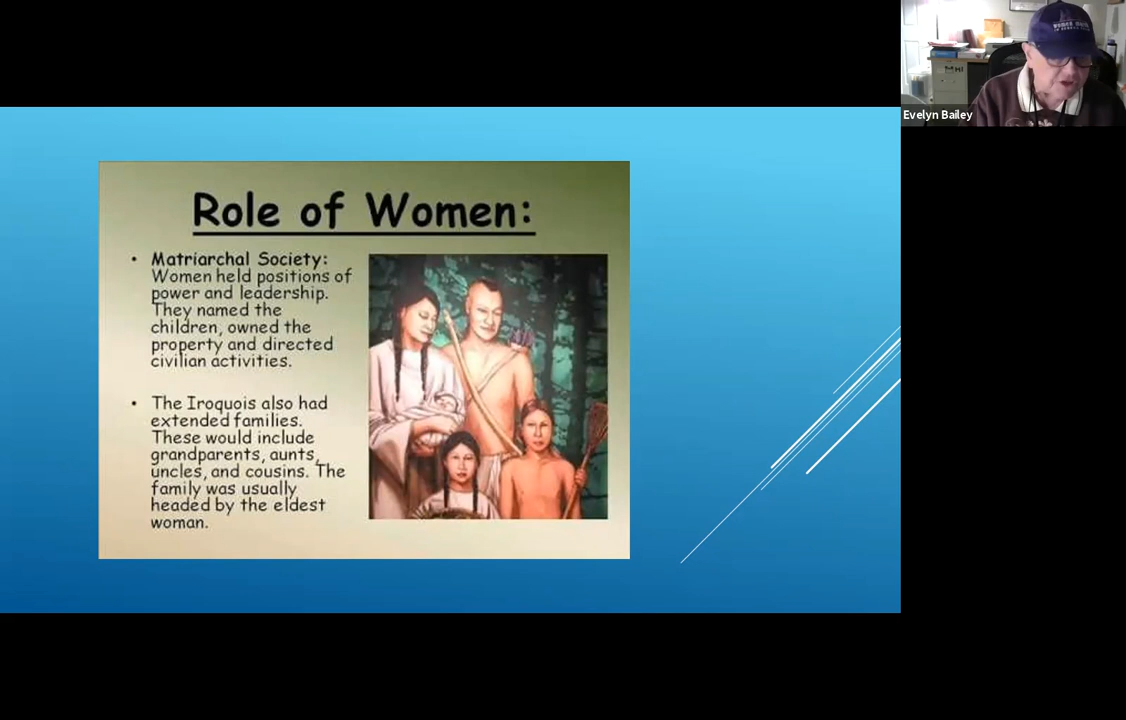 Evelyn Bailey
Role of Women:
• Matriarchal Society:
Women held positions of
power and leadership.
They named the
children, owned the
property and directed
civilian activities.
• The Iroquois also had
extended families.
These would include
grandparents, aunts,
uncles, and cousins. The
family was usually
headed by the eldest
woman.